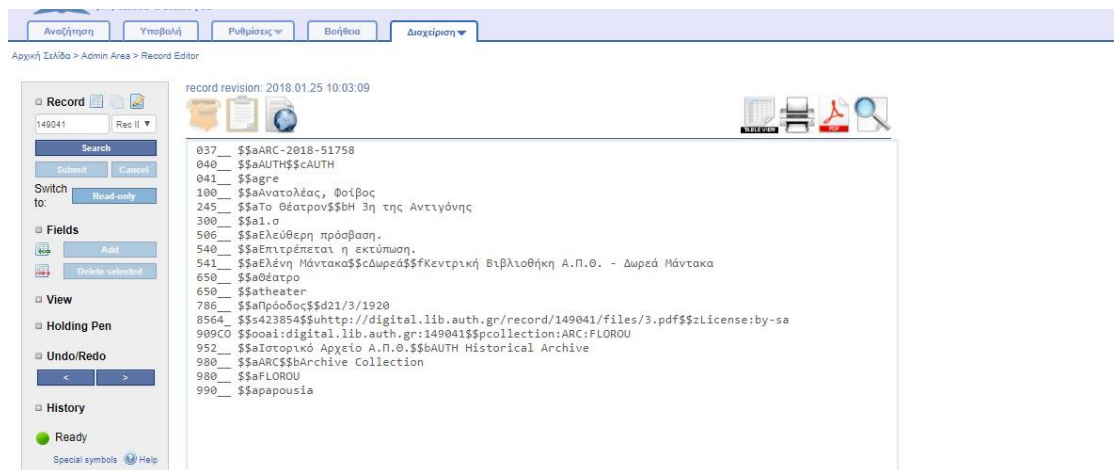 Αναζήτηση Υποβολή Ρυθμίσεις Βοήθεια Διαχείριση
Αρχική Σελίδα > Admin Area > Record Editor
Record
149041 Rec I
Search
Submit Cancel
Switch to: Read-only
Fields
Add
Delete selected
View
Holding Pen
Undo/Redo
< >
History
Ready
Special symbols Help
record revision: 2018.01.25 10:03:09
TABLE VIEW PDF
037__ $$aARC-2018-51758
040__ $$aAUTH$$cAUTH
041__ $$agre
100__ $$aΑνατολέας, Φοίβος
245__ $$aΤο Θέατρον$$bΗ 3η της Αντιγόνης
300__ $$a1.σ
506__ $$aΕλεύθερη πρόσβαση.
540__ $$aΕπιτρέπεται η εκτύπωση.
541__ $$aΕλένη Μάντακα$$cΔωρεά$$fΚεντρική Βιβλιοθήκη Α.Π.Θ. - Δωρεά Μάντακα
650__ $$aΘέατρο
650__ $$atheater
786__ $$aΠρόοδος$$d21/3/1920
8564_ $$s423854$$uhttp://digital.lib.auth.gr/record/149041/files/3.pdf$$zLicense:by-sa
909CO $$ooai:digital.lib.auth.gr:149041$$pcollection:ARC:FLOROU
952__ $$aΙστορικό Αρχείο Α.Π.Θ.$$bAUTH Historical Archive
980__ $$aARC$$bArchive Collection
980__ $$aFLOROU
990__ $$apapousia